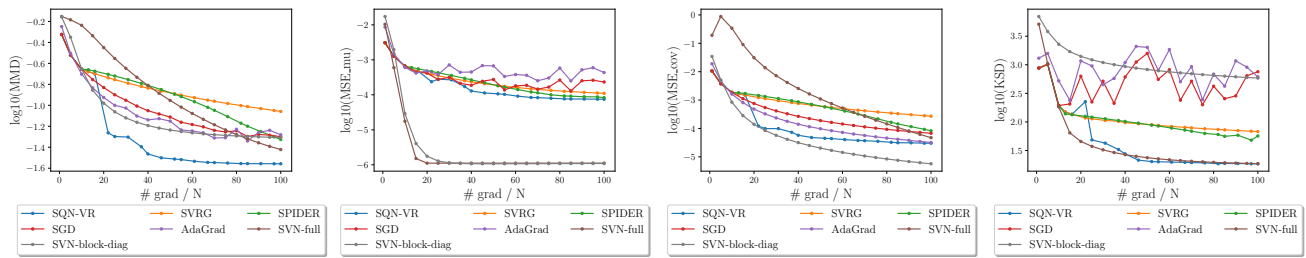 log10(MMD)
−0.2
−0.4
−0.6
−0.8
−1.0
−1.2
−1.4
−1.6
0 20 40 60 80 100
# grad / N
SQN-VR SVRG SPIDER
SGD AdaGrad SVN-full
SVN-block-diag
log10(MSE_mu)
−2
−3
−4
−5
−6
0 20 40 60 80 100
# grad / N
SQN-VR SVRG SPIDER
SGD AdaGrad SVN-full
SVN-block-diag
log10(MSE_cov)
0
−1
−2
−3
−4
−5
0 20 40 60 80 100
# grad / N
SQN-VR SVRG SPIDER
SGD AdaGrad SVN-full
SVN-block-diag
log10(KSD)
3.5
3.0
2.5
2.0
1.5
0 20 40 60 80 100
# grad / N
SQN-VR SVRG SPIDER
SGD AdaGrad SVN-full
SVN-block-diag